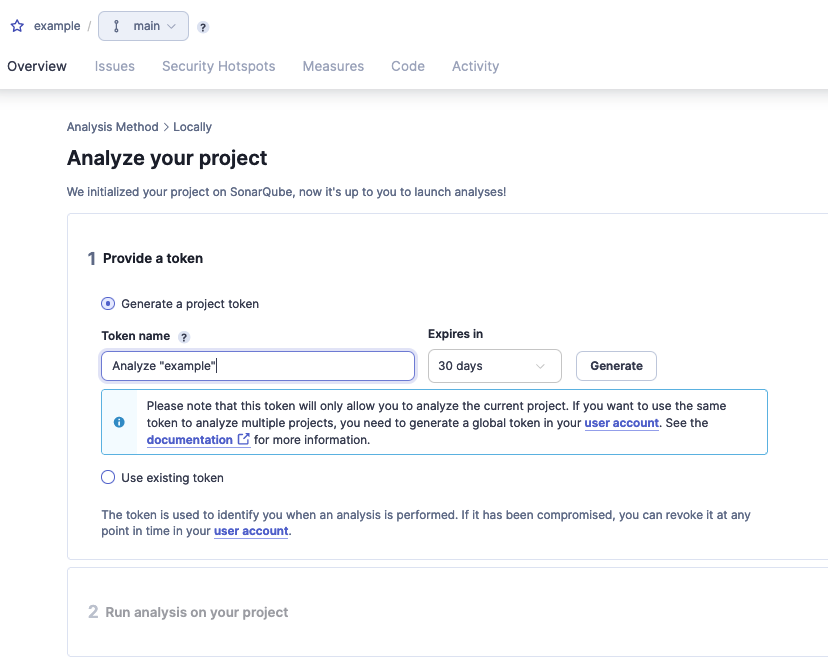 example / main ?
Overview Issues Security Hotspots Measures Code Activity
Analysis Method > Locally
Analyze your project
We initialized your project on SonarQube, now it's up to you to launch analyses!
1 Provide a token
Generate a project token
Token name ? Expires in
Analyze "example" 30 days Generate
Please note that this token will only allow you to analyze the current project. If you want to use the same
token to analyze multiple projects, you need to generate a global token in your user account. See the
documentation for more information.
Use existing token
The token is used to identify you when an analysis is performed. If it has been compromised, you can revoke it at any
point in time in your user account.
2 Run analysis on your project